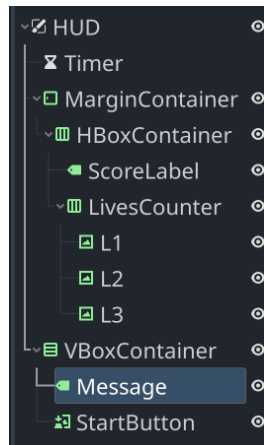 HUD
Timer
MarginContainer
HBoxContainer
ScoreLabel
LivesCounter
L1
L2
L3
VBoxContainer
Message
StartButton